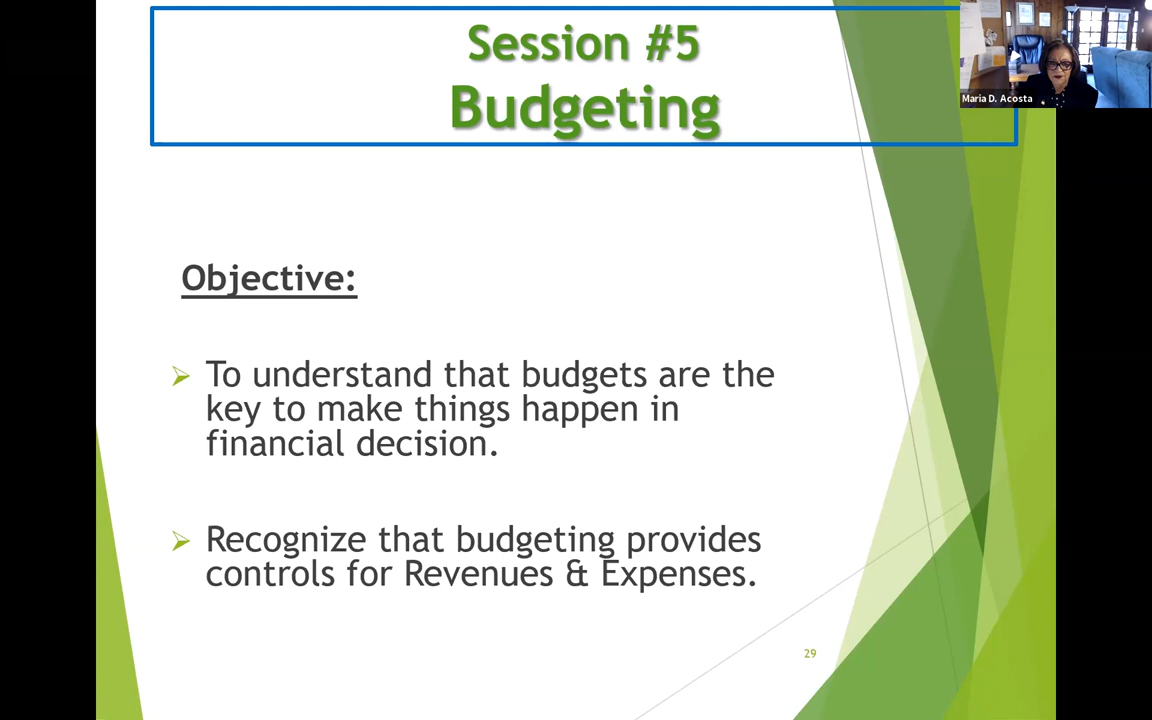 Session #5
Budgeting
Maria D. Acosta
Objective:
➢ To understand that budgets are the
key to make things happen in
financial decision.
➢ Recognize that budgeting provides
controls for Revenues & Expenses.
29